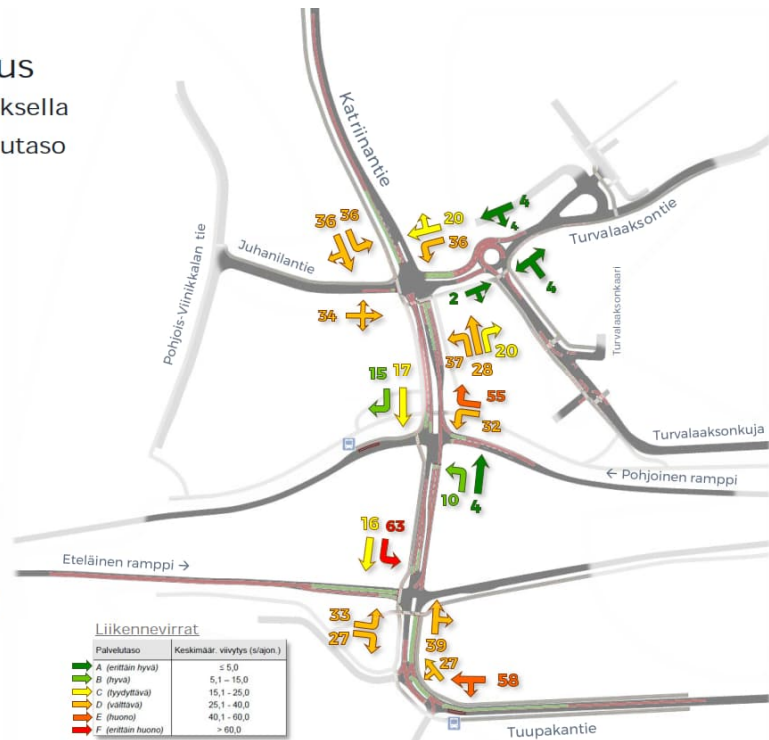 us
ksella
utaso
Katriinantie
Pohjois-Viinikkalan tie
Juhanilantie
Turvalaaksontie
Turvalaaksonkaari
36 36
20
36
4
4
4
2
34
37 28 20
15 17
55
32
Turvalaaksonkuja
← Pohjoinen ramppi
10 4
16 63
Eteläinen ramppi →
33
27
39
27
58
Tuupakantie
Liikennevirrat
Palvelutaso Keskimäär. viivytys (s/ajon.)
A (erittäin hyvä) ≤ 5,0
B (hyvä) 5,1 – 15,0
C (tyydyttävä) 15,1 - 25,0
D (välttävä) 25,1 - 40,0
E (huono) 40,1 - 60,0
F (erittäin huono) > 60,0